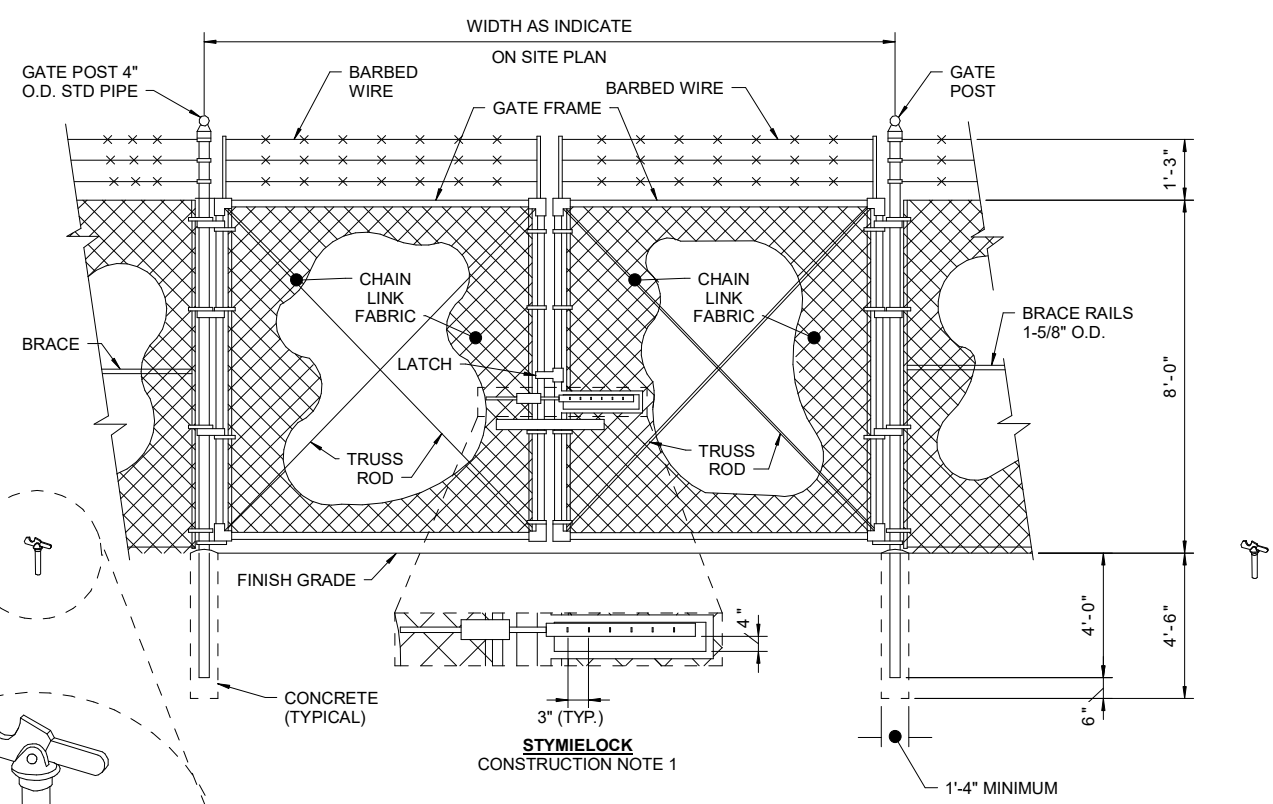 WIDTH AS INDICATE
ON SITE PLAN
GATE POST 4"
O.D. STD PIPE
BARBED
WIRE
GATE FRAME
BARBED WIRE
GATE
POST
1'-3"
CHAIN
LINK
FABRIC
CHAIN
LINK
FABRIC
BRACE RAILS
1-5/8" O.D.
BRACE
LATCH
8'-0"
TRUSS
ROD
TRUSS
ROD
FINISH GRADE
4"
4'-0"
4'-6"
CONCRETE
(TYPICAL)
3" (TYP.)
6"
STYMIELOCK
CONSTRUCTION NOTE 1
1'-4" MINIMUM